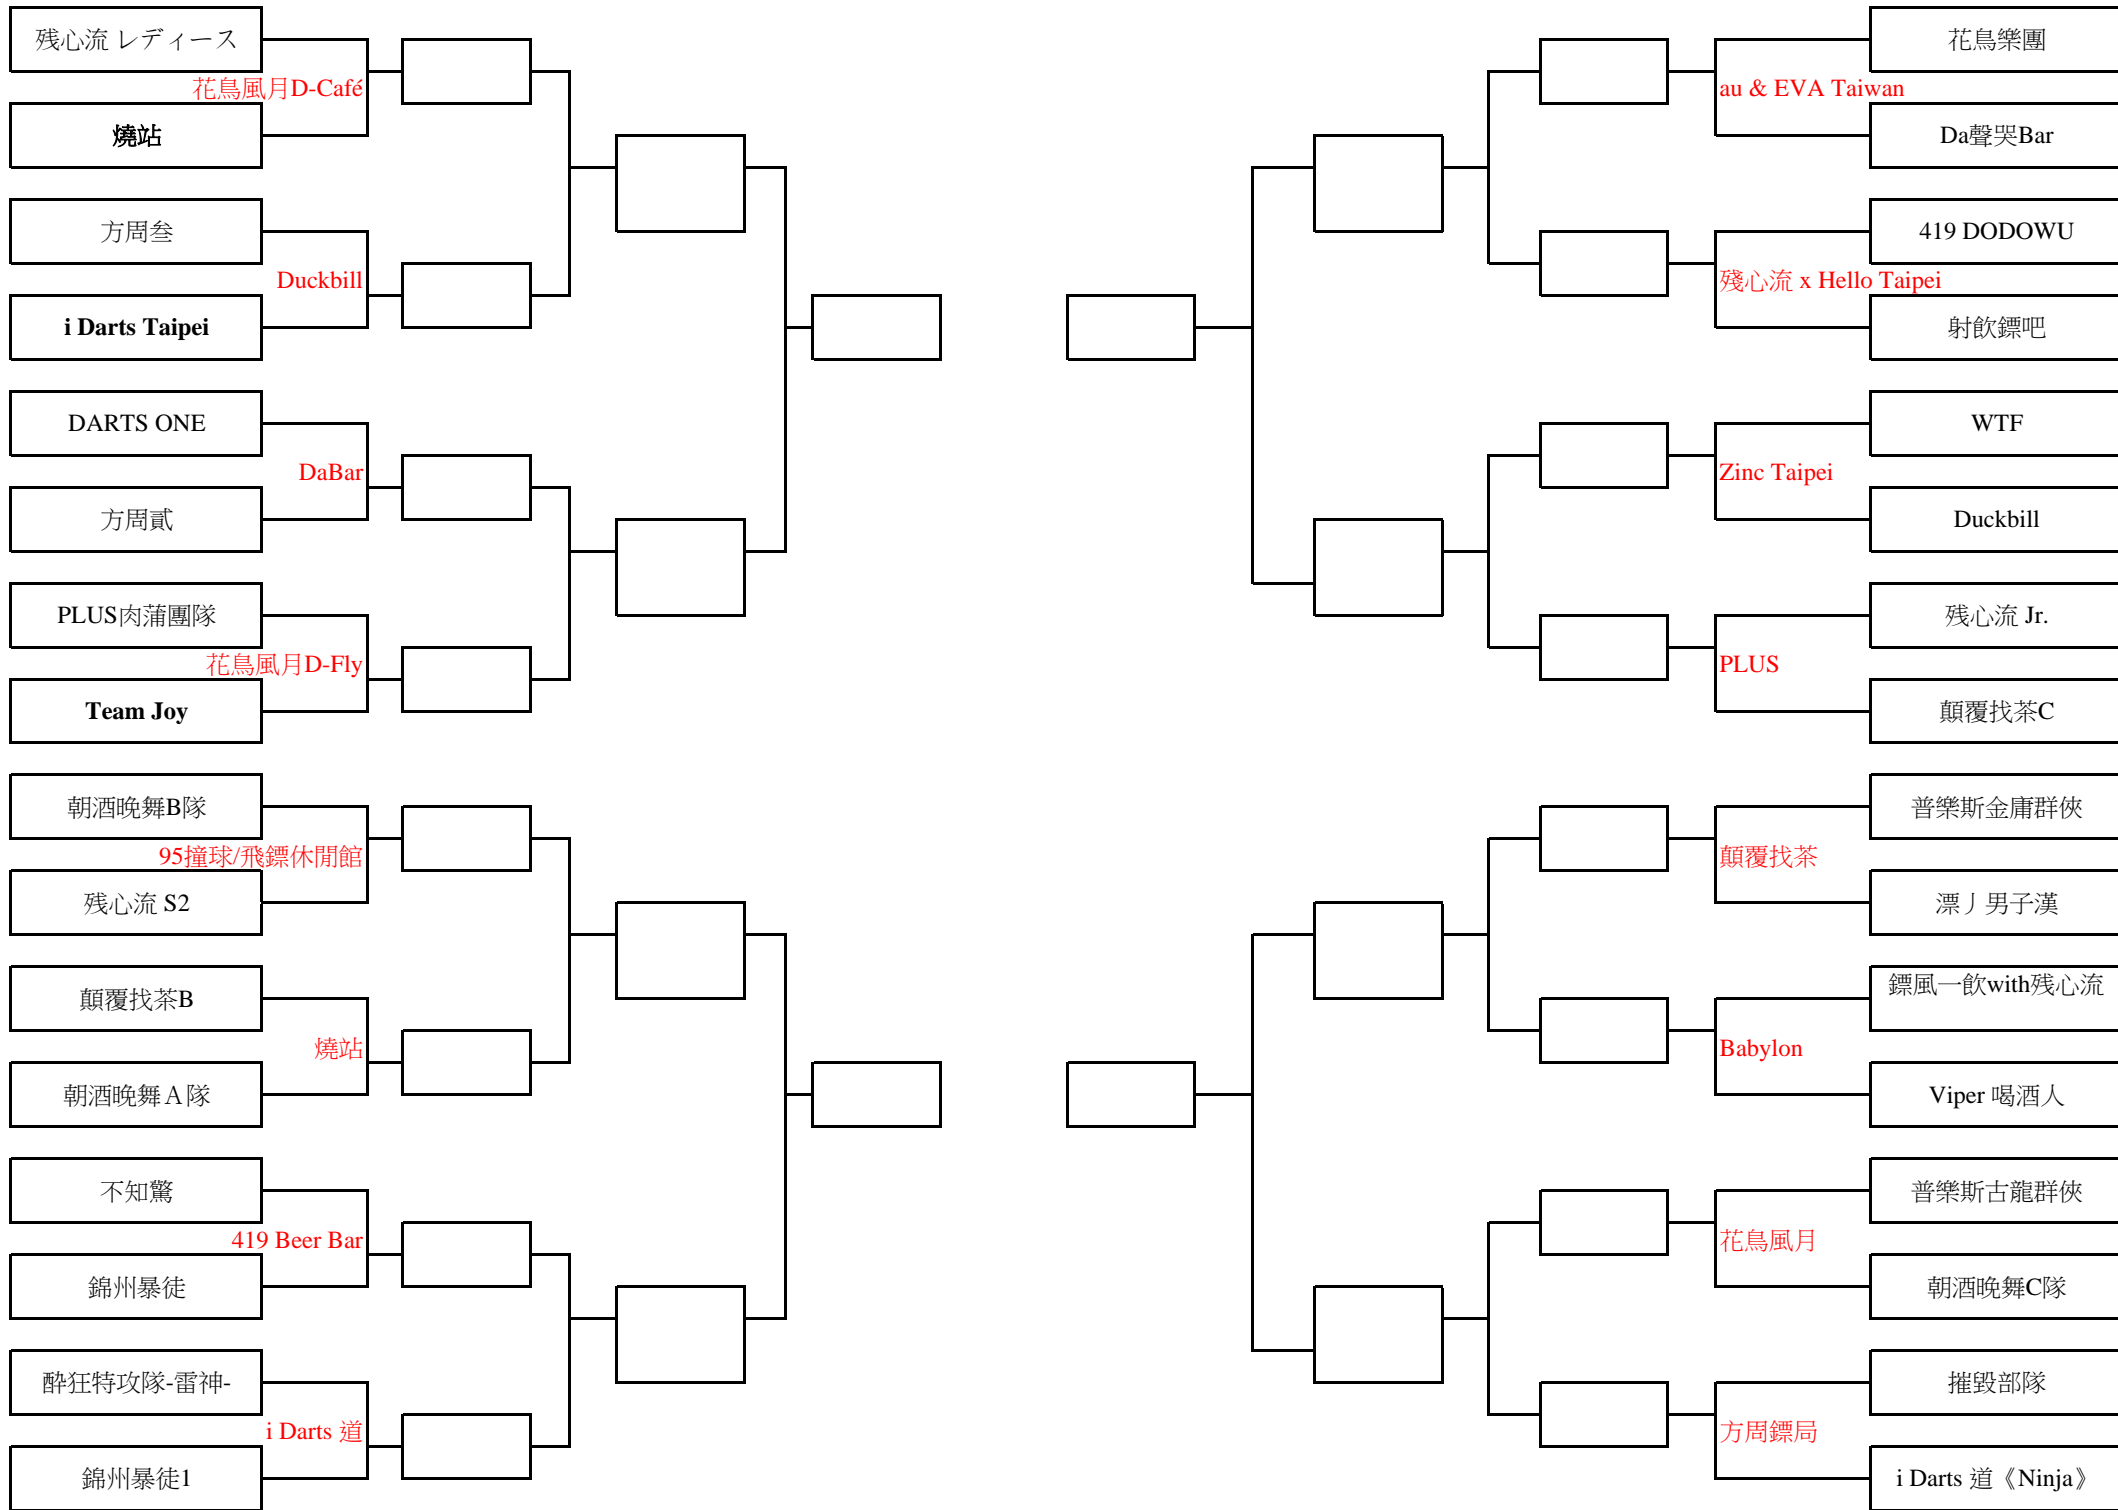 残心流 レディース
花鳥風月D-Café
燒站
方周叁
Duckbill
i Darts Taipei
DARTS ONE
DaBar
方周貳
PLUS肉蒲團隊
花鳥風月D-Fly
Team Joy
朝酒晚舞B隊
95撞球/飛鏢休閒館
残心流 S2
顛覆找茶B
燒站
朝酒晚舞Ａ隊
不知驚
419 Beer Bar
錦州暴徒
酔狂特攻隊-雷神-
i Darts 道
錦州暴徒1
花鳥樂團
au & EVA Taiwan
Da聲哭Bar
419 DODOWU
殘心流 x Hello Taipei
射飲鏢吧
WTF
Zinc Taipei
Duckbill
残心流 Jr.
PLUS
顛覆找茶C
普樂斯金庸群俠
顛覆找茶
漂丿男子漢
鏢風一飲with残心流
Babylon
Viper 喝酒人
普樂斯古龍群俠
花鳥風月
朝酒晚舞C隊
摧毀部隊
方周鏢局
i Darts 道《Ninja》